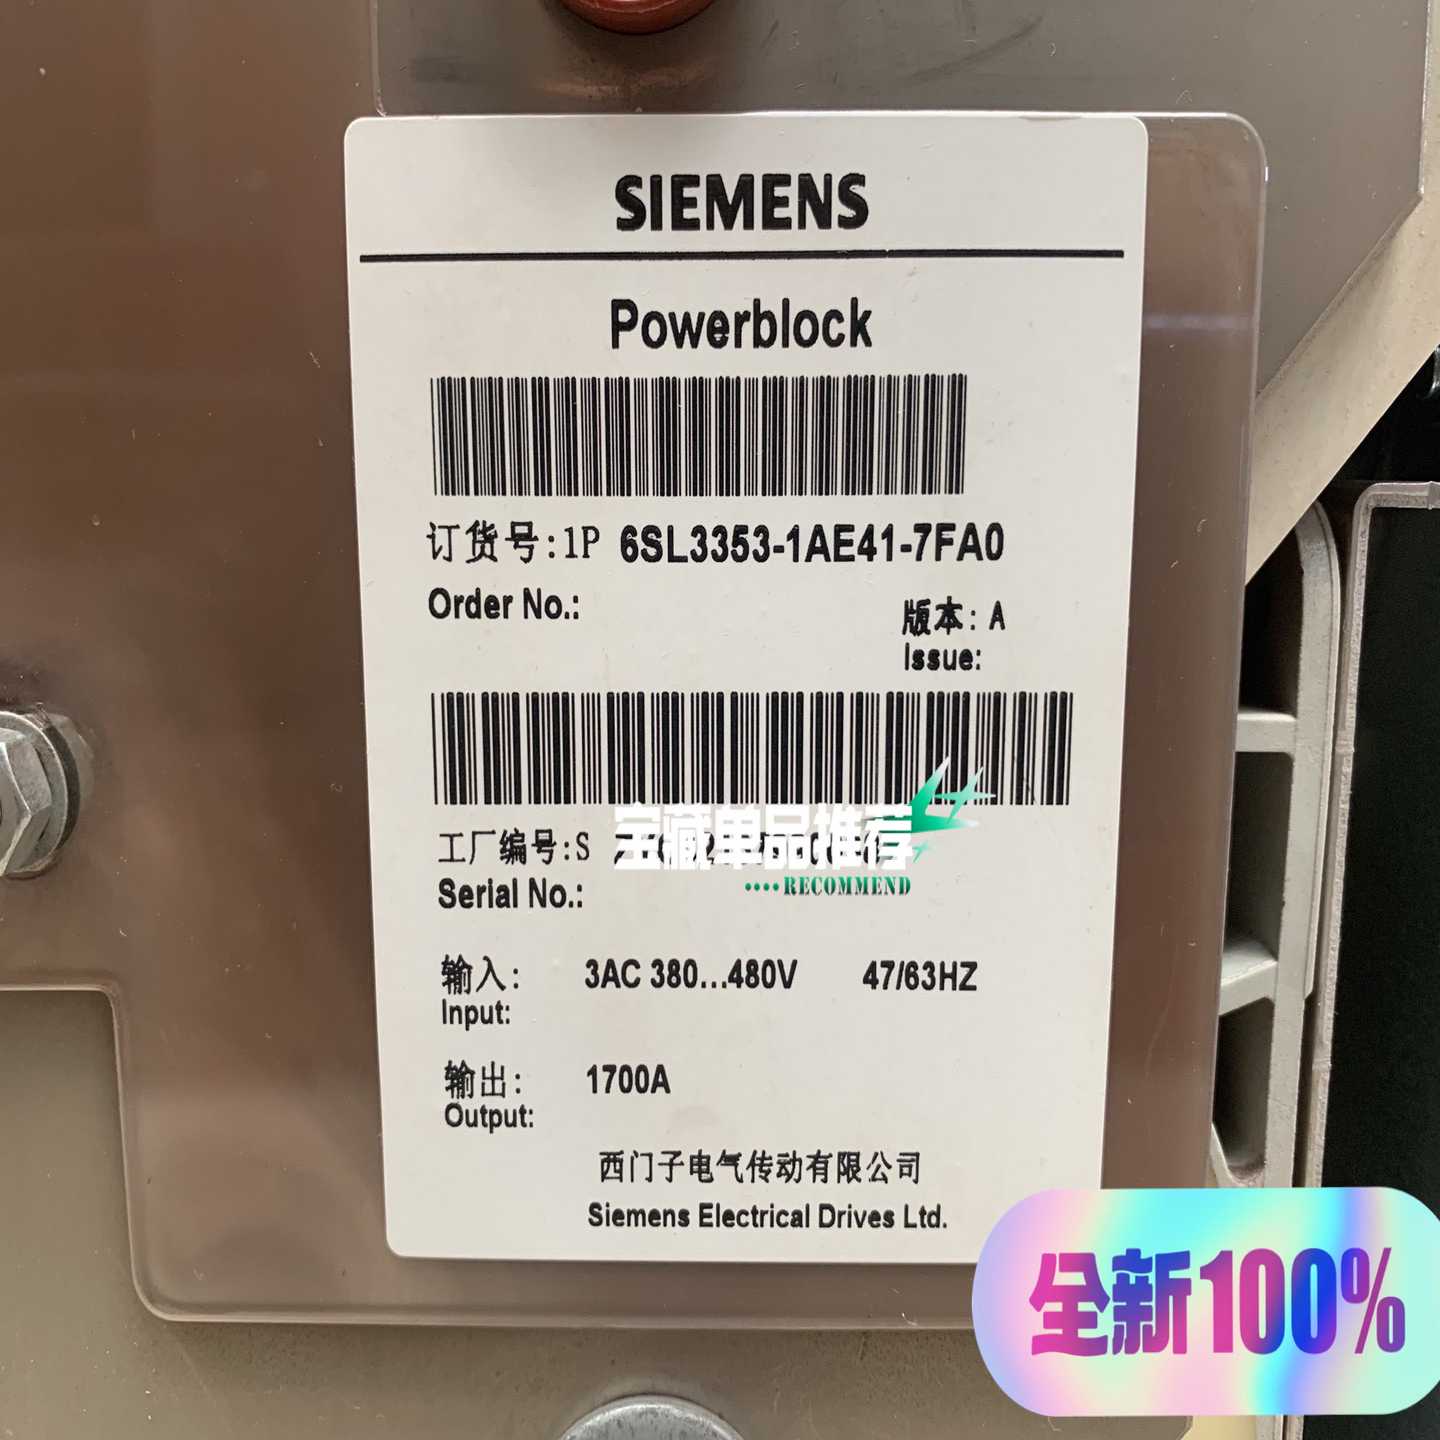 SIEMENS
Powerblock
订货号:1P 6SL3353-1AE41-7FA0
Order No.:
版本: A
Issue:
工厂编号:S
宝藏单品推荐
Serial No.:
····RECOMMEND
输入: 3AC 380...480V 47/63HZ
Input:
输出: 1700A
Output:
西门子电气传动有限公司
Siemens Electrical Drives Ltd.
全新100%